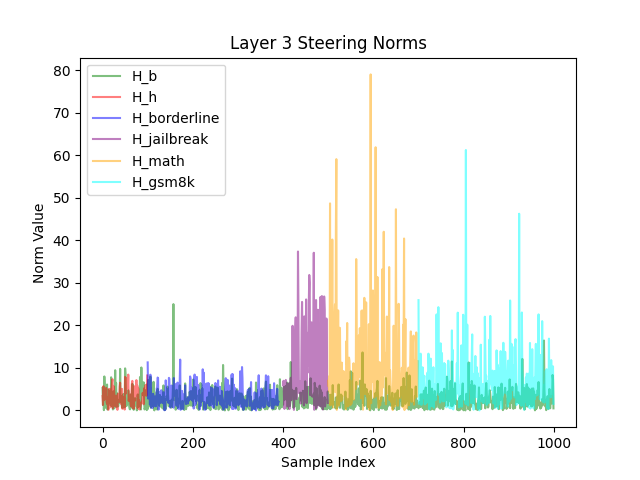 Layer 3 Steering Norms
Norm Value
80
70
60
50
40
30
20
10
0
H_b
H_h
H_borderline
H_jailbreak
H_math
H_gsm8k
0 200 400 600 800 1000
Sample Index